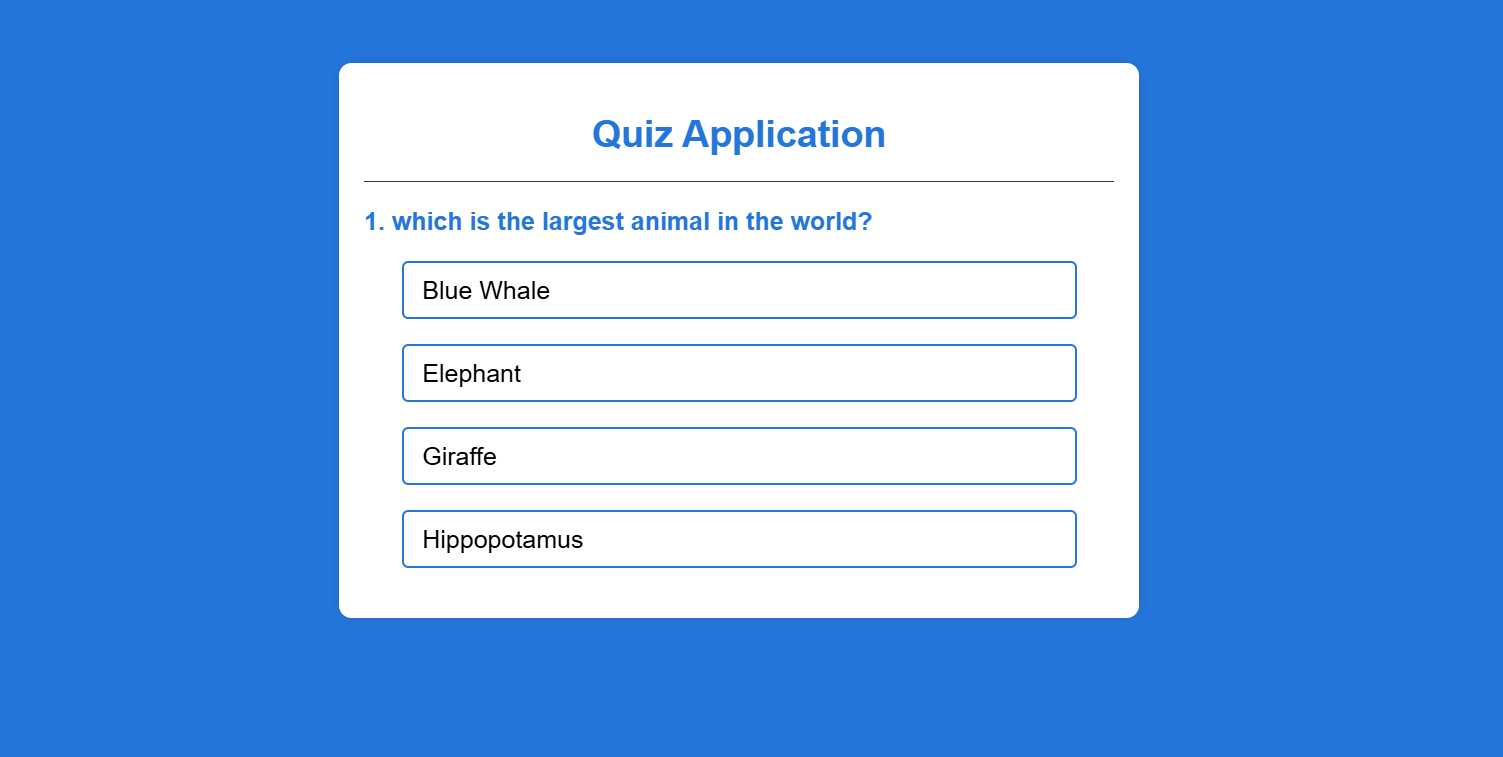 Quiz Application
1. which is the largest animal in the world?
Blue Whale
Elephant
Giraffe
Hippopotamus